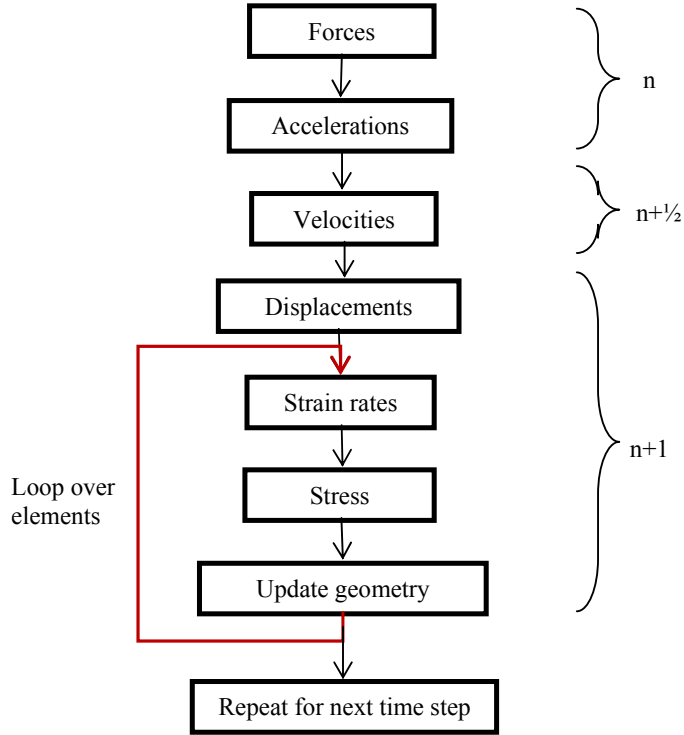 Forces
n
Accelerations
Velocities
n+½
Displacements
Strain rates
n+1
Loop over
elements
Stress
Update geometry
Repeat for next time step